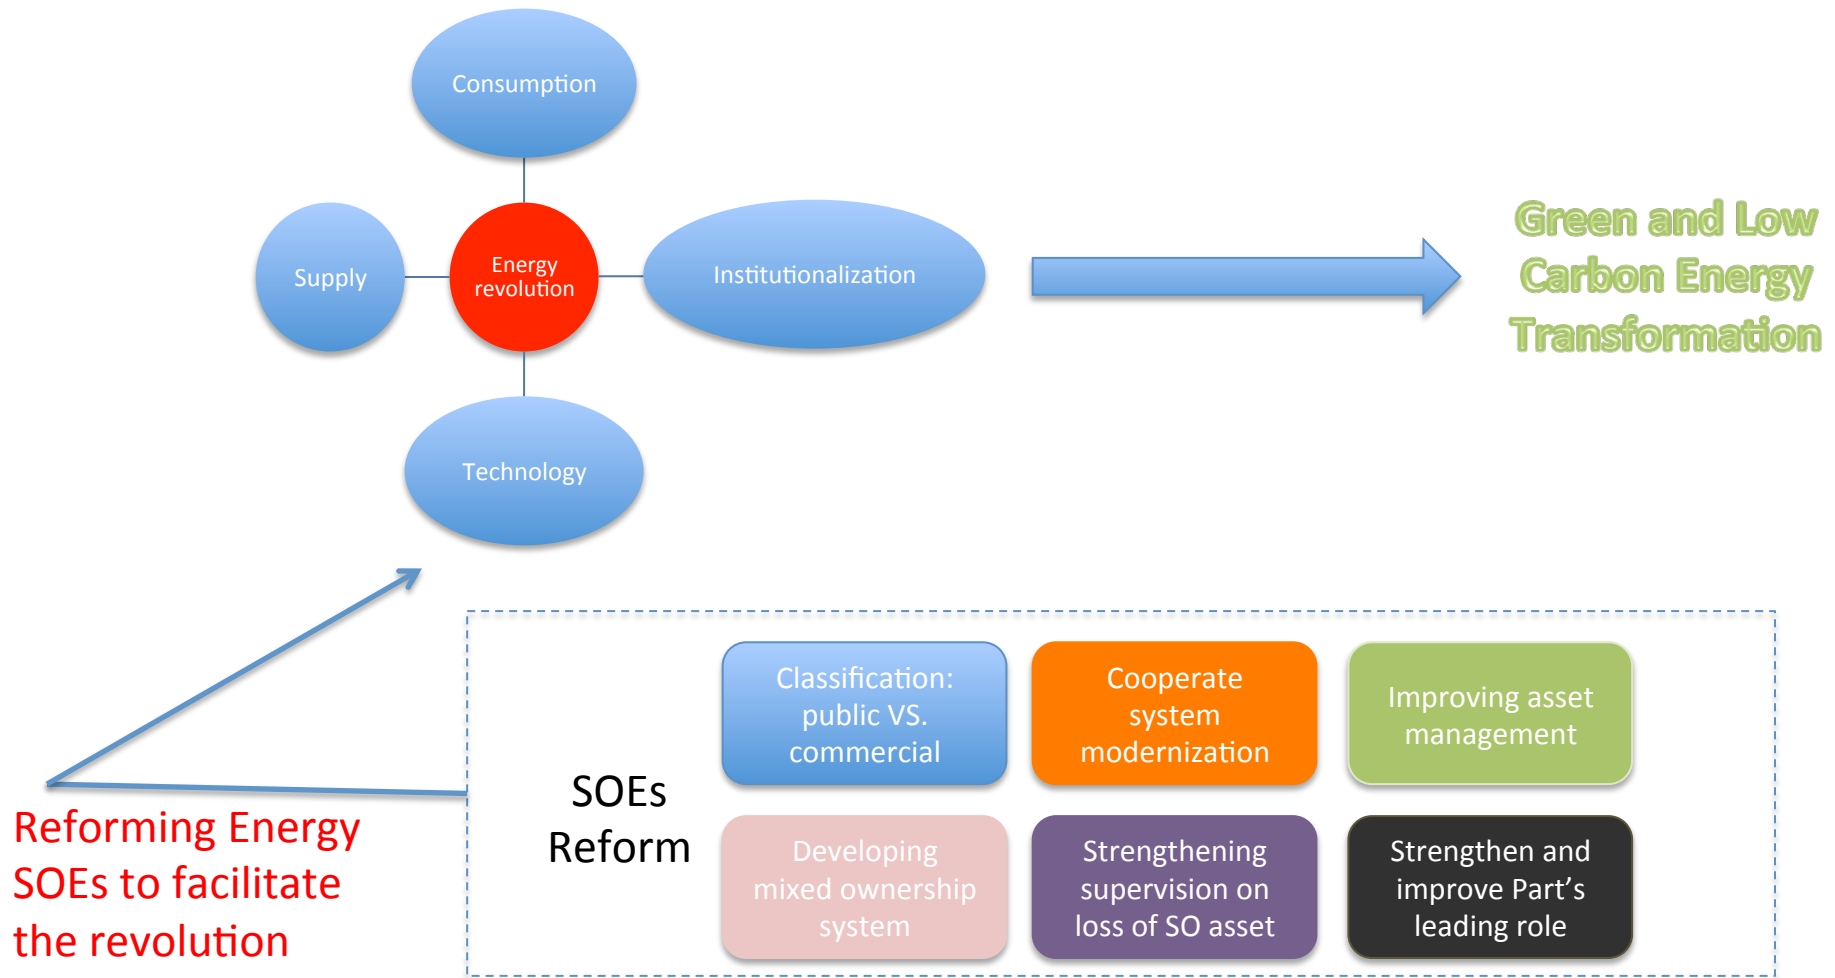 Consumption
Supply
Energy
revolution
Institutionalization
Technology
Green and Low
Carbon Energy
Transformation
Reforming Energy
SOEs to facilitate
the revolution
SOEs
Reform
Classification:
public VS.
commercial
Cooperate
system
modernization
Improving asset
management
Developing
mixed ownership
system
Strengthening
supervision on
loss of SO asset
Strengthen and
improve Part’s
leading role